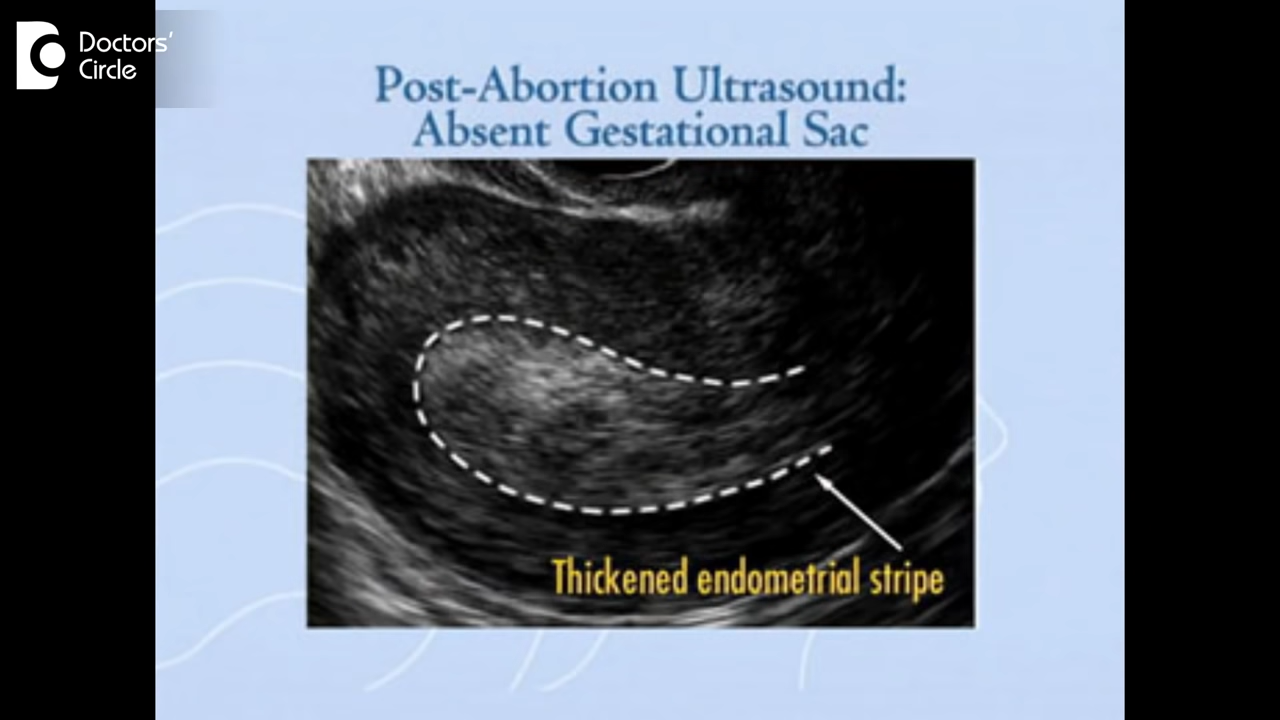 Doctors'
Circle
Post-Abortion Ultrasound:
Absent Gestational Sac
Thickened endometrial stripe